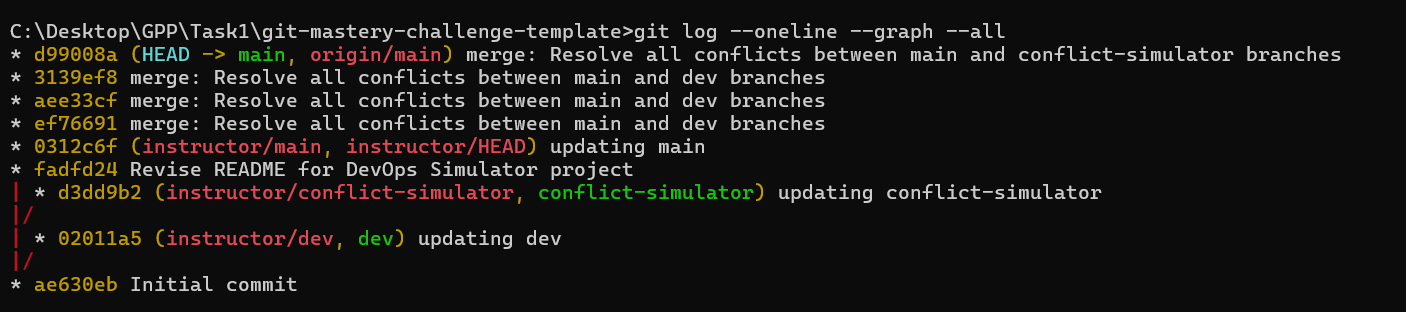 C:\Desktop\GPP\Task1\git-mastery-challenge-template>git log --oneline --graph --all
* d99008a (HEAD -> main, origin/main) merge: Resolve all conflicts between main and conflict-simulator branches
* 3139ef8 merge: Resolve all conflicts between main and dev branches
* aee33cf merge: Resolve all conflicts between main and dev branches
* ef76691 merge: Resolve all conflicts between main and dev branches
* 0312c6f (instructor/main, instructor/HEAD) updating main
* fadfd24 Revise README for DevOps Simulator project
| * d3dd9b2 (instructor/conflict-simulator, conflict-simulator) updating conflict-simulator
|/
| * 02011a5 (instructor/dev, dev) updating dev
|/
* ae630eb Initial commit